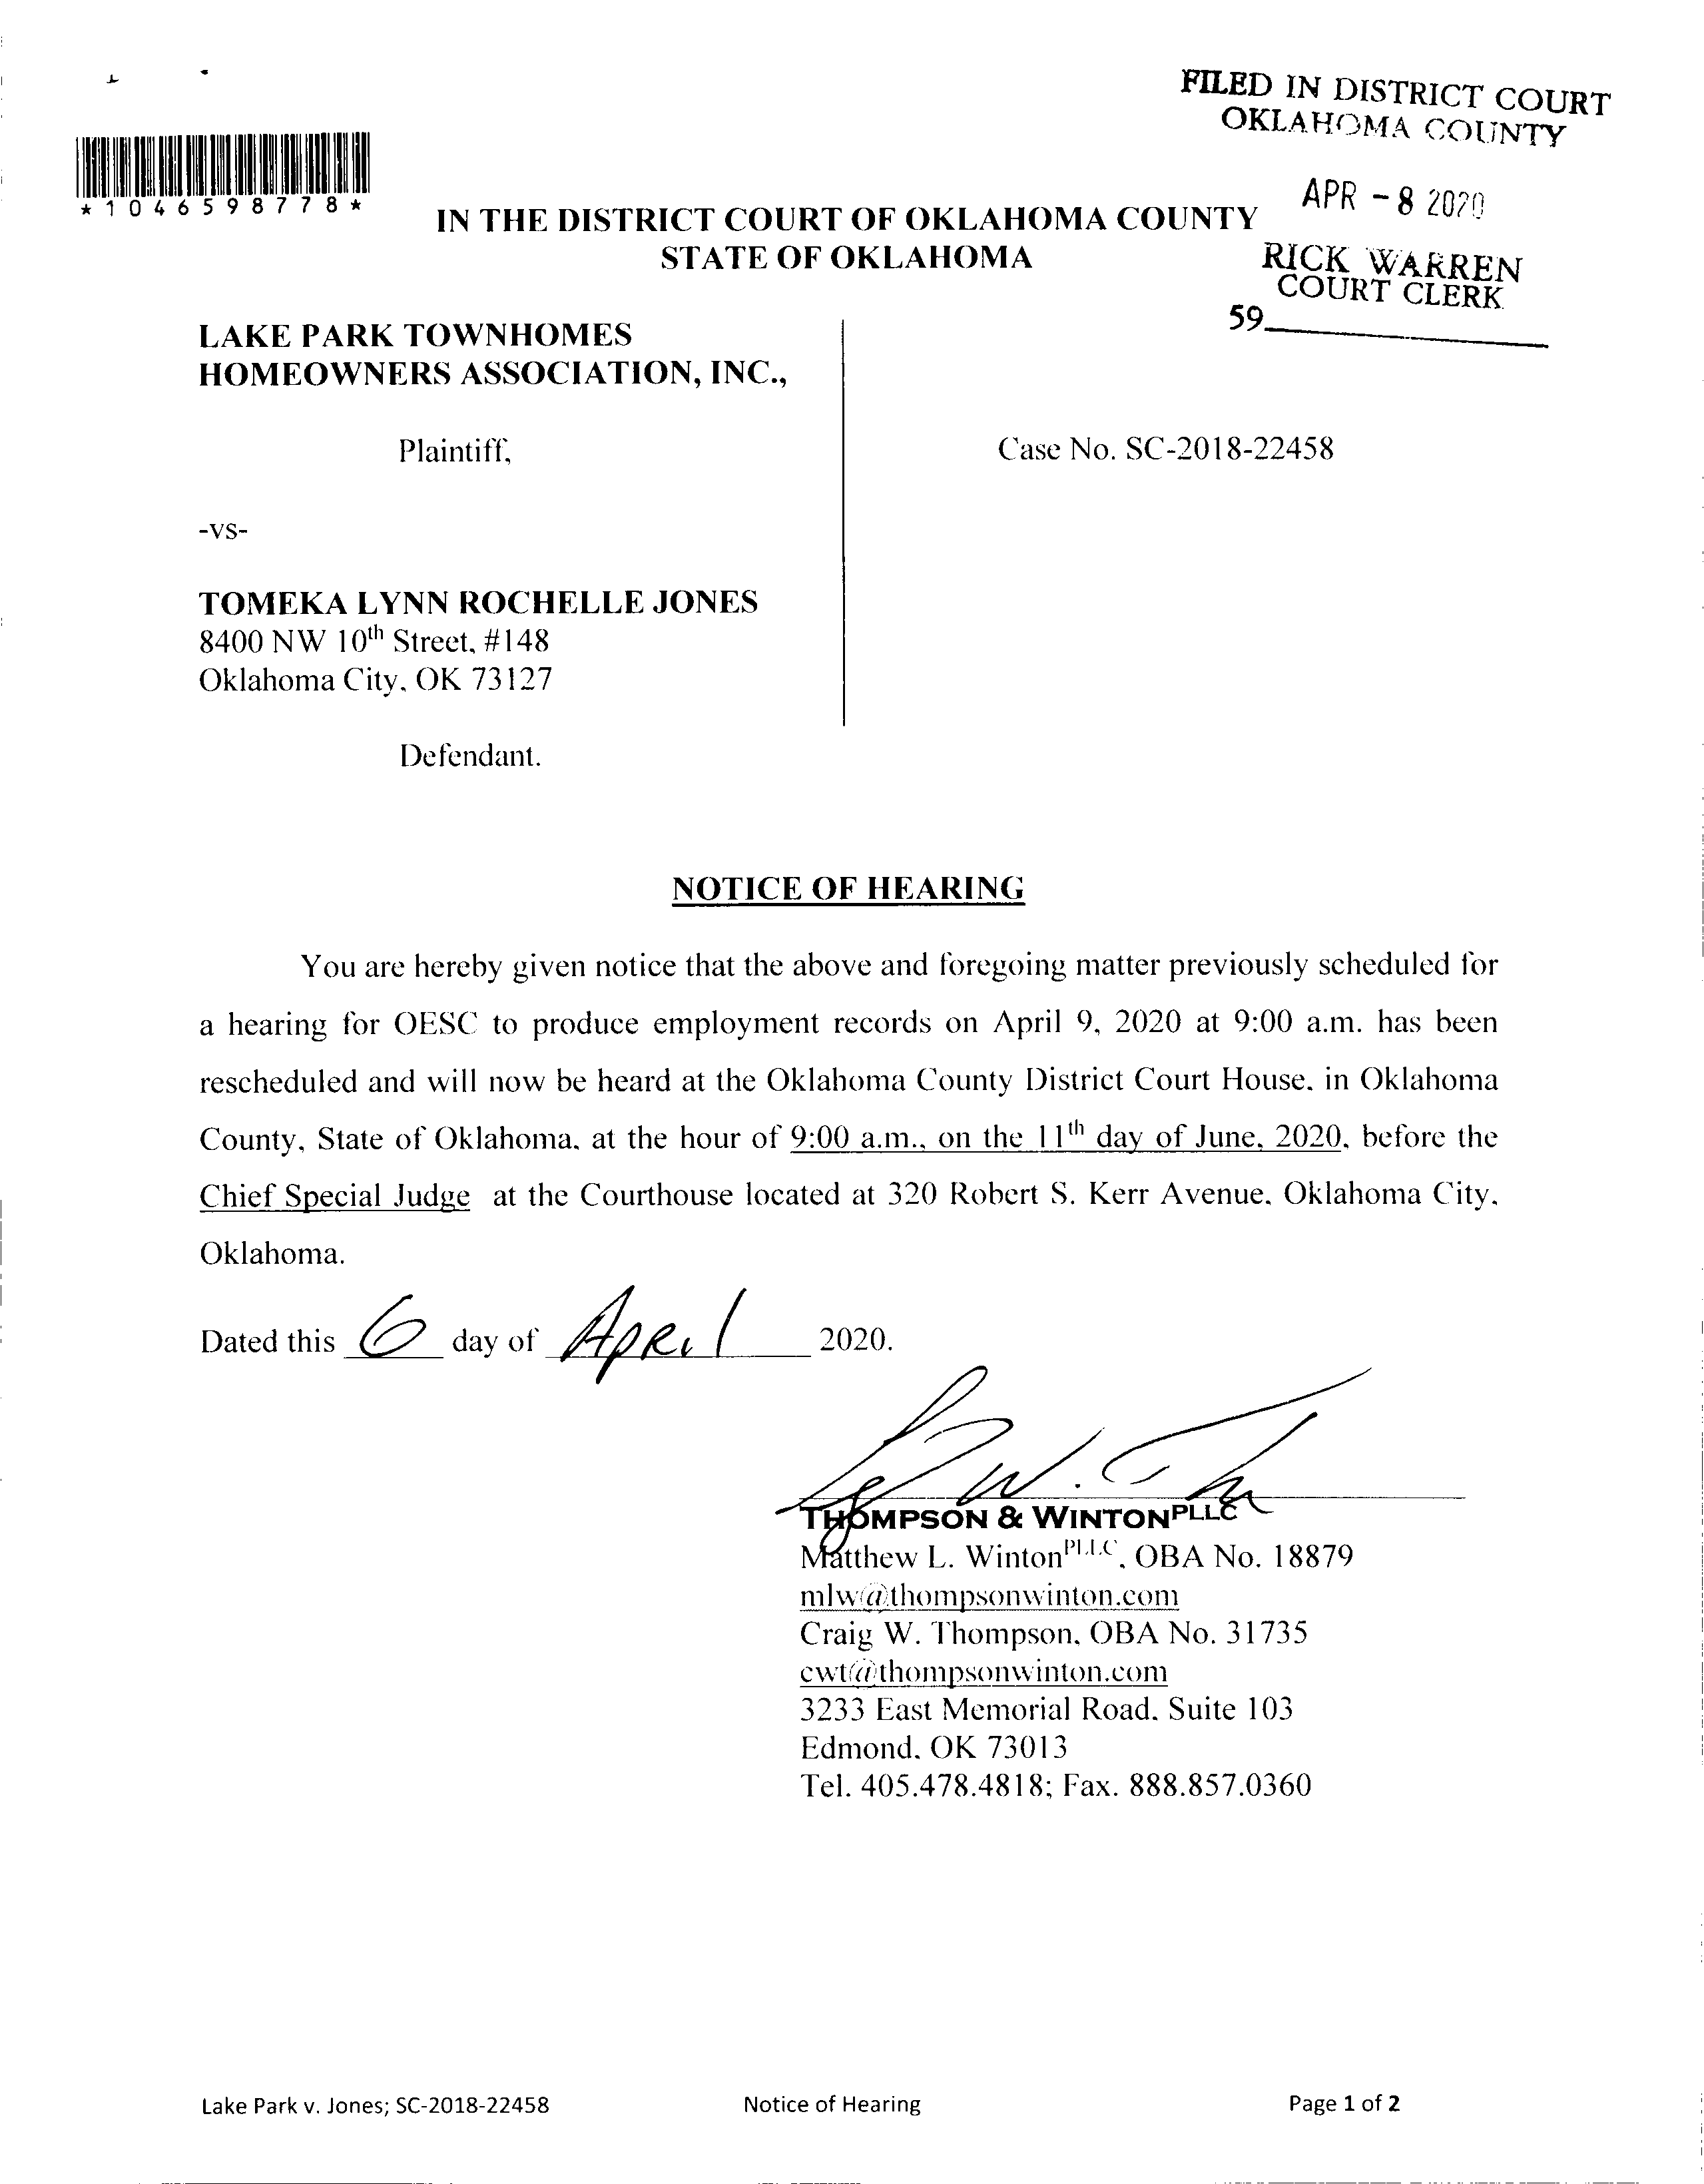 FILED IN DISTRICT COURT
OKLAHOMA COUNTY
APR - 8 2020
RICK WARREN
COURT CLERK
59
*1046598778*
IN THE DISTRICT COURT OF OKLAHOMA COUNTY
STATE OF OKLAHOMA
LAKE PARK TOWNHOMES
HOMEOWNERS ASSOCIATION, INC.,
Plaintiff,
Case No. SC-2018-22458
-vs-
TOMEKA LYNN ROCHELLE JONES
8400 NW 10th Street, #148
Oklahoma City, OK 73127
Defendant.
NOTICE OF HEARING
You are hereby given notice that the above and foregoing matter previously scheduled for
a hearing for OESC to produce employment records on April 9, 2020 at 9:00 a.m. has been
rescheduled and will now be heard at the Oklahoma County District Court House, in Oklahoma
County, State of Oklahoma, at the hour of 9:00 a.m., on the 11th day of June, 2020, before the
Chief Special Judge at the Courthouse located at 320 Robert S. Kerr Avenue, Oklahoma City,
Oklahoma.
Dated this 6 day of April 2020.
THOMPSON & WINTON PLLC
Matthew L. Winton PLLC, OBA No. 18879
mlw@thompsonwinton.com
Craig W. Thompson, OBA No. 31735
cwt@thompsonwinton.com
3233 East Memorial Road, Suite 103
Edmond, OK 73013
Tel. 405.478.4818; Fax. 888.857.0360
Lake Park v. Jones; SC-2018-22458
Notice of Hearing
Page 1 of 2